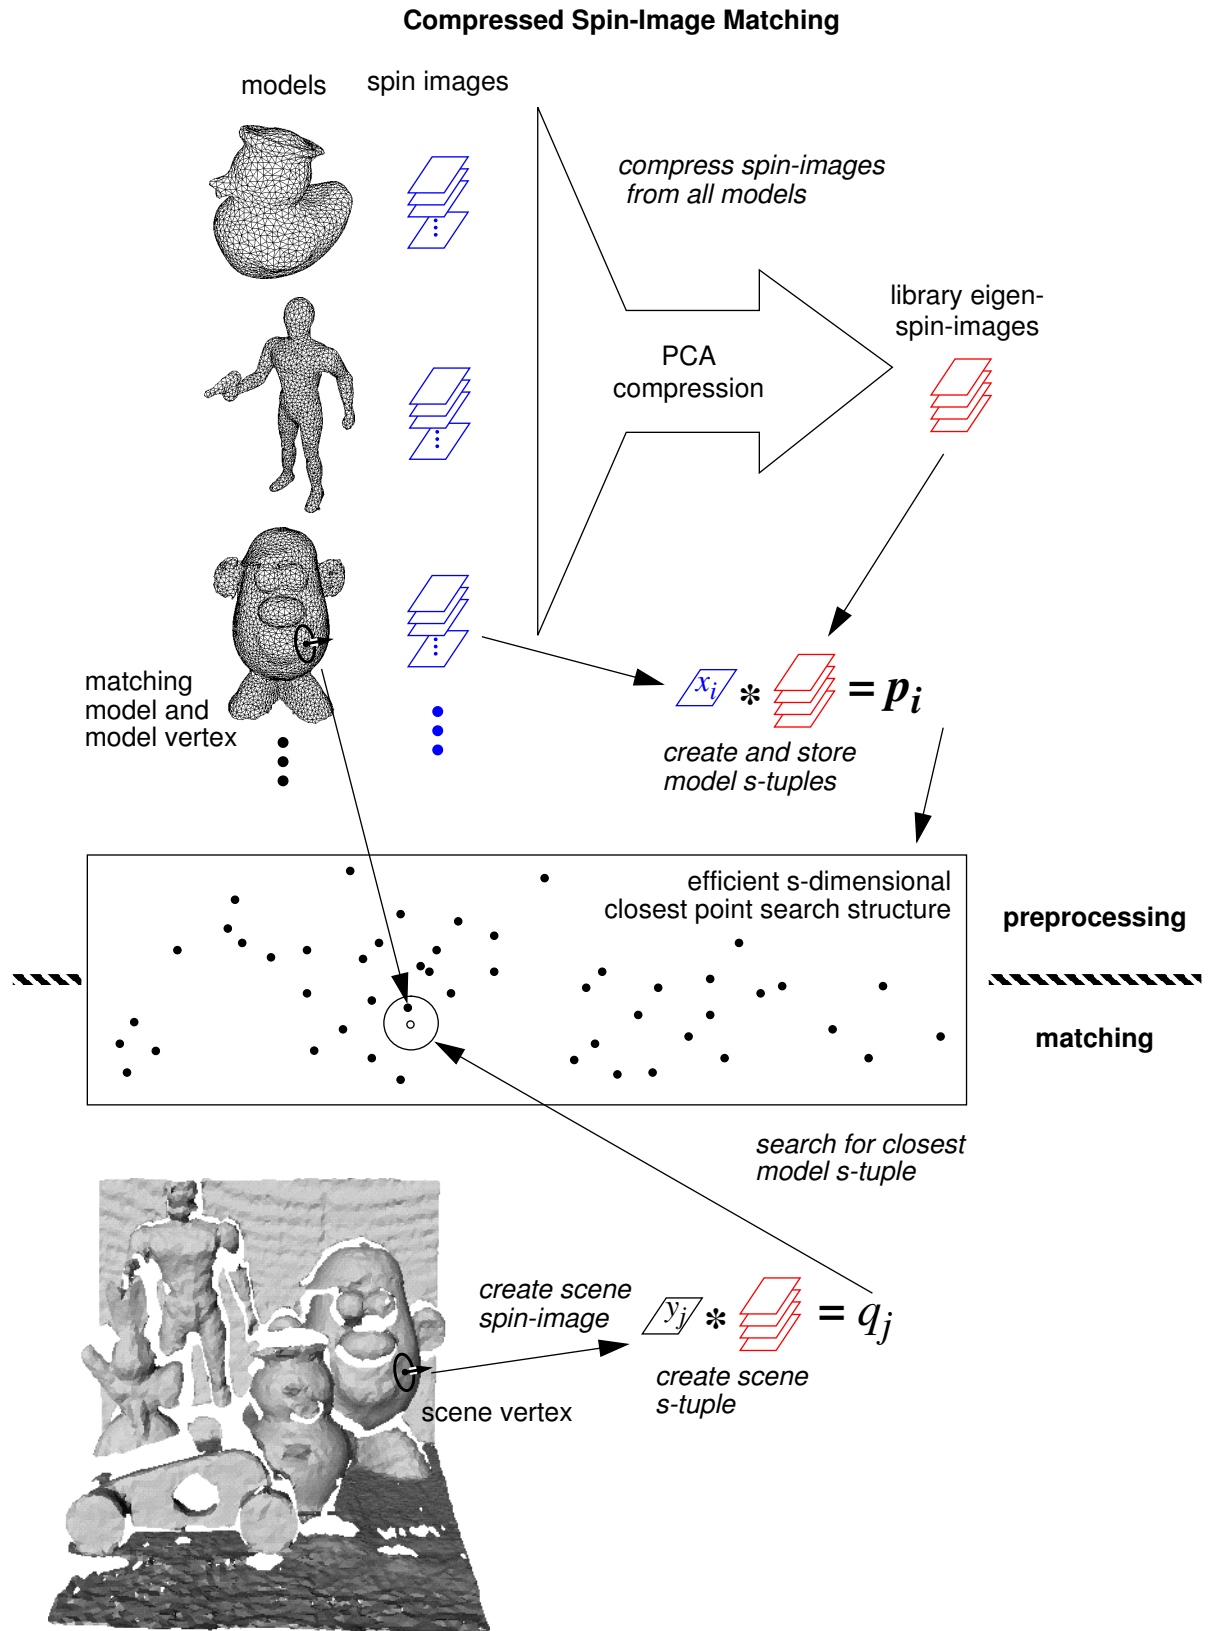 Compressed Spin-Image Matching
models
spin images
compress spin-images
from all models
library eigen-
spin-images
PCA
compression
matching
model and
model vertex
x_i * = p_i
create and store
model s-tuples
efficient s-dimensional
closest point search structure
preprocessing
matching
search for closest
model s-tuple
create scene
spin-image
y_j * = q_j
create scene
s-tuple
scene vertex